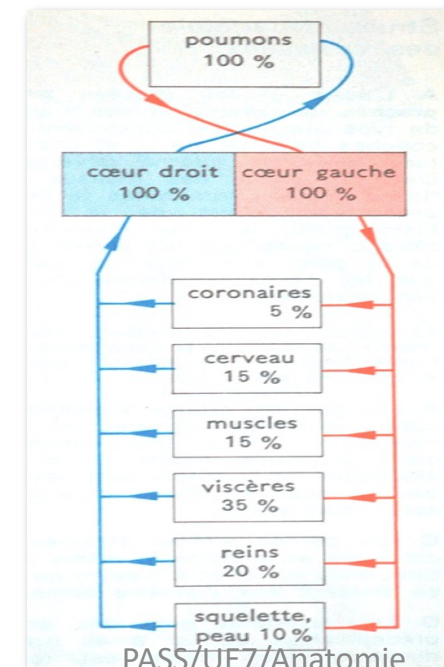 poumons
100 %
cœur droit
100 %
cœur gauche
100 %
coronaires
5 %
cerveau
15 %
muscles
15 %
viscères
35 %
reins
20 %
squelette,
peau 10 %
PASS/UF7/Anatomie